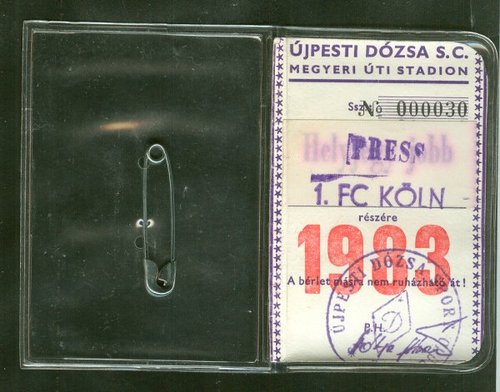 ÚJPESTI DÓZSA S.C.
MEGYERI ÚTI STADION
Ssz. No 000030
PRESS
1. FC KÖLN
részére
1983
A bérlet másra nem ruházható át!
ÚJPESTI DÓZSA SPORT
D
B.H.